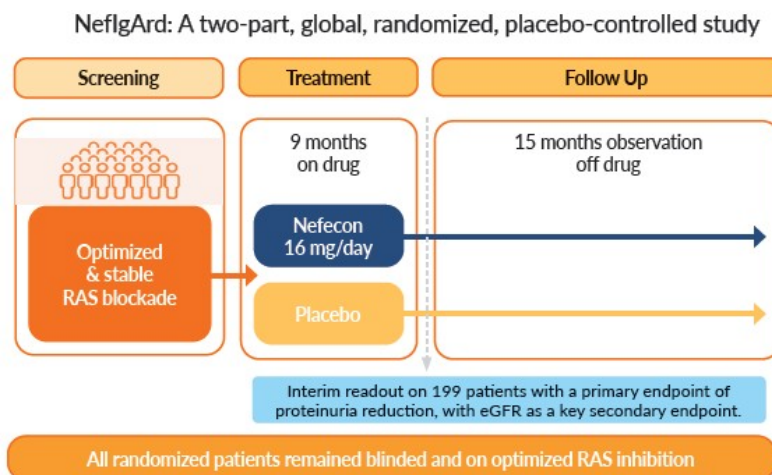 NefIgArd: A two-part, global, randomized, placebo-controlled study
Screening
Treatment
Follow Up
9 months
on drug
15 months observation
off drug
Optimized
& stable
RAS blockade
Nefecon
16 mg/day
Placebo
Interim readout on 199 patients with a primary endpoint of
proteinuria reduction, with eGFR as a key secondary endpoint.
All randomized patients remained blinded and on optimized RAS inhibition